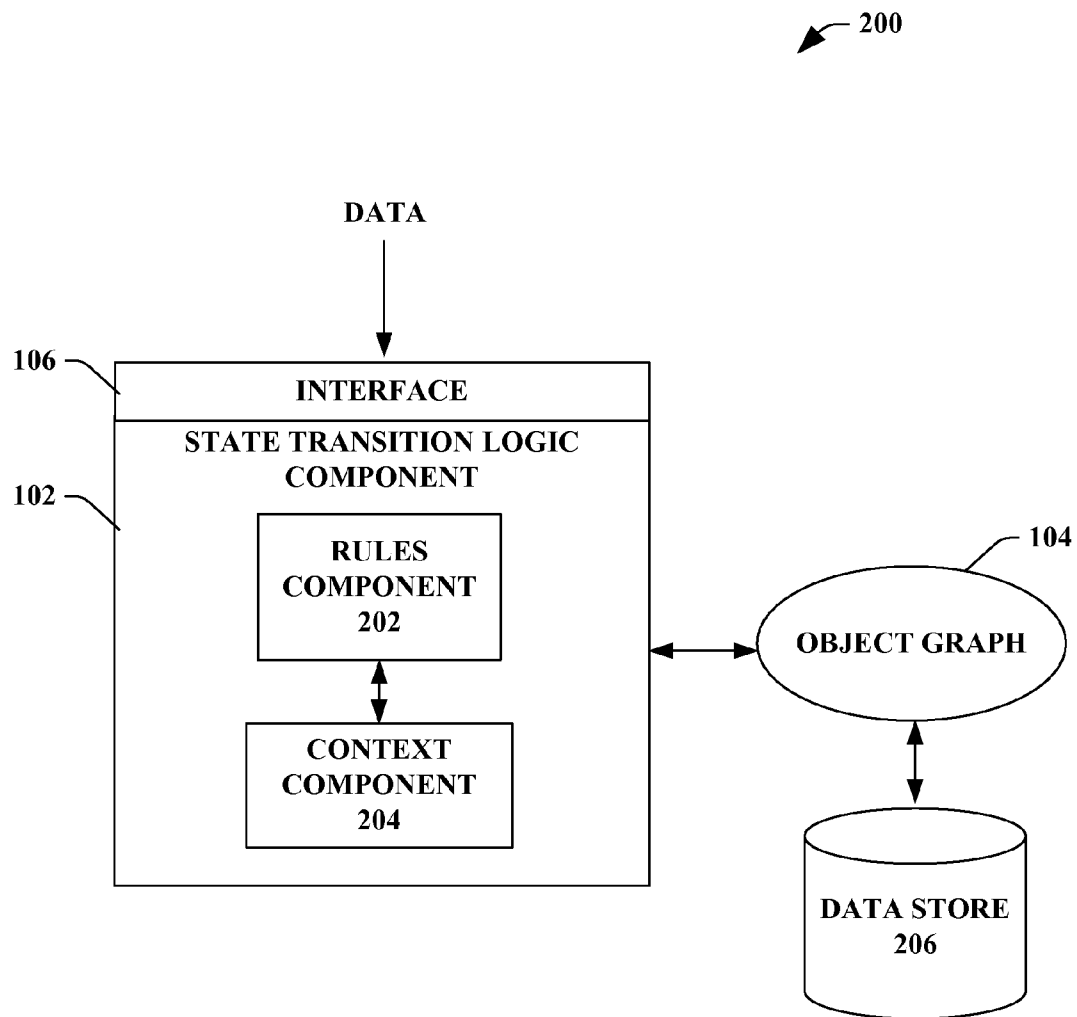 200
DATA
106
INTERFACE
STATE TRANSITION LOGIC
COMPONENT
102
RULES
COMPONENT
202
104
OBJECT GRAPH
CONTEXT
COMPONENT
204
DATA STORE
206